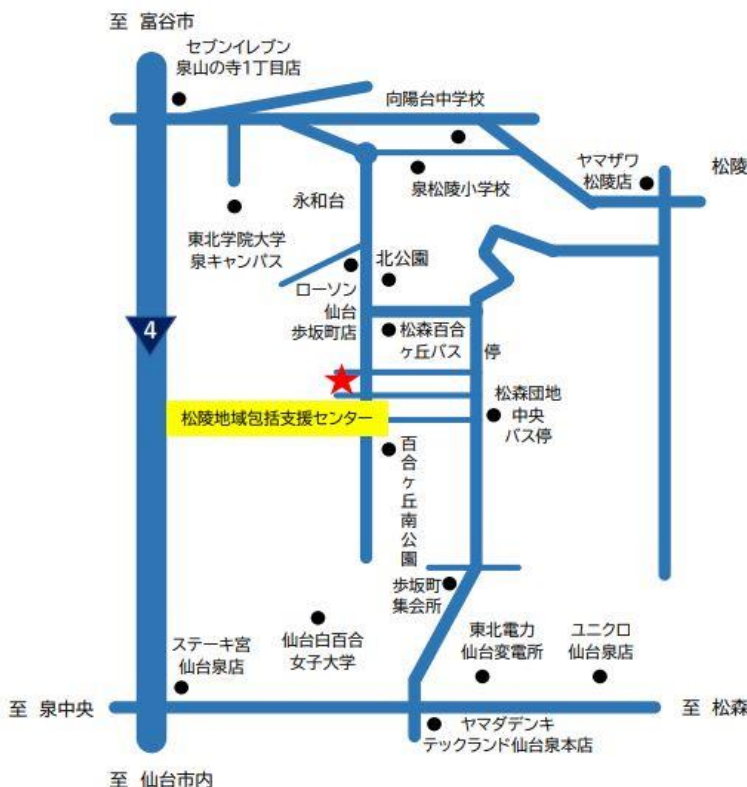 至 富谷市
セブンイレブン
泉山の寺1丁目店
向陽台中学校
ヤマザワ
松陵店
松陵
泉松陵小学校
永和台
東北学院大学
泉キャンパス
北公園
ローソン
仙台
歩坂町店
4
松森百合
ヶ丘バス 停
松森団地
中央
バス停
松陵地域包括支援センター
百合ヶ丘南公園
歩坂町
集会所
仙台白百合
女子大学
東北電力
仙台変電所
ユニクロ
仙台泉店
ステーキ宮
仙台泉店
至 泉中央
至 松森
ヤマダデンキ
テックランド仙台泉本店
至 仙台市内